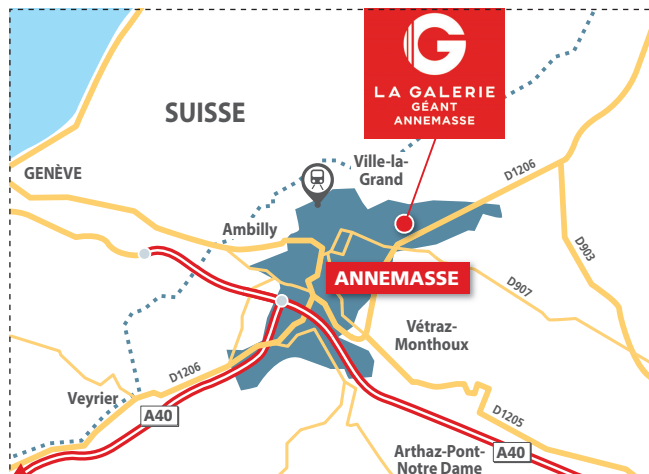 G
LA GALERIE
GÉANT
ANNEMASSE
SUISSE
GENÈVE
Ville-la-
Grand
D1206
Ambilly
D903
ANNEMASSE
D907
Vétraz-
Monthoux
D1206
Veyrier
A40
D1205
Arthaz-Pont-
Notre Dame
A40